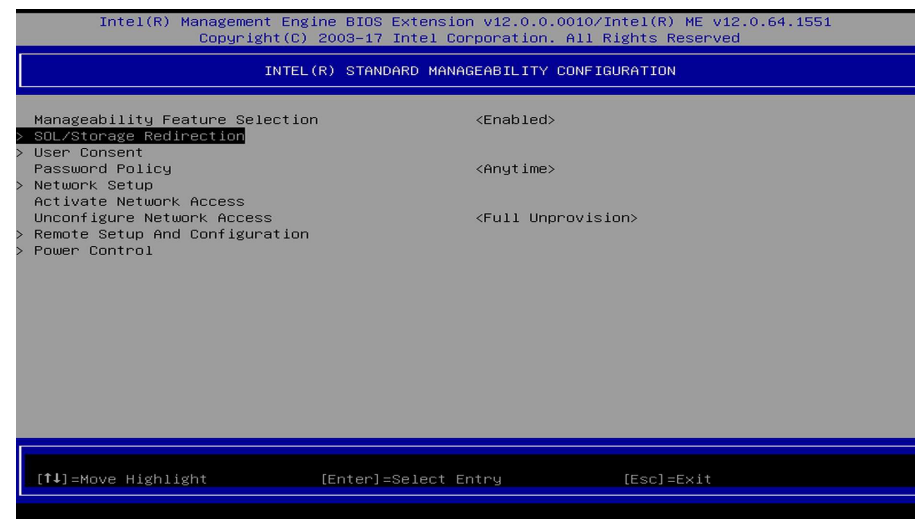 Intel(R) Management Engine BIOS Extension v12.0.0.0010/Intel(R) ME v12.0.64.1551
Copyright(C) 2003-17 Intel Corporation. All Rights Reserved
INTEL(R) STANDARD MANAGEABILITY CONFIGURATION
Manageability Feature Selection <Enabled>
> SOL/Storage Redirection
> User Consent
Password Policy <Anytime>
> Network Setup
Activate Network Access
Unconfigure Network Access <Full Unprovision>
> Remote Setup And Configuration
> Power Control
[↑↓]=Move Highlight [Enter]=Select Entry [Esc]=Exit